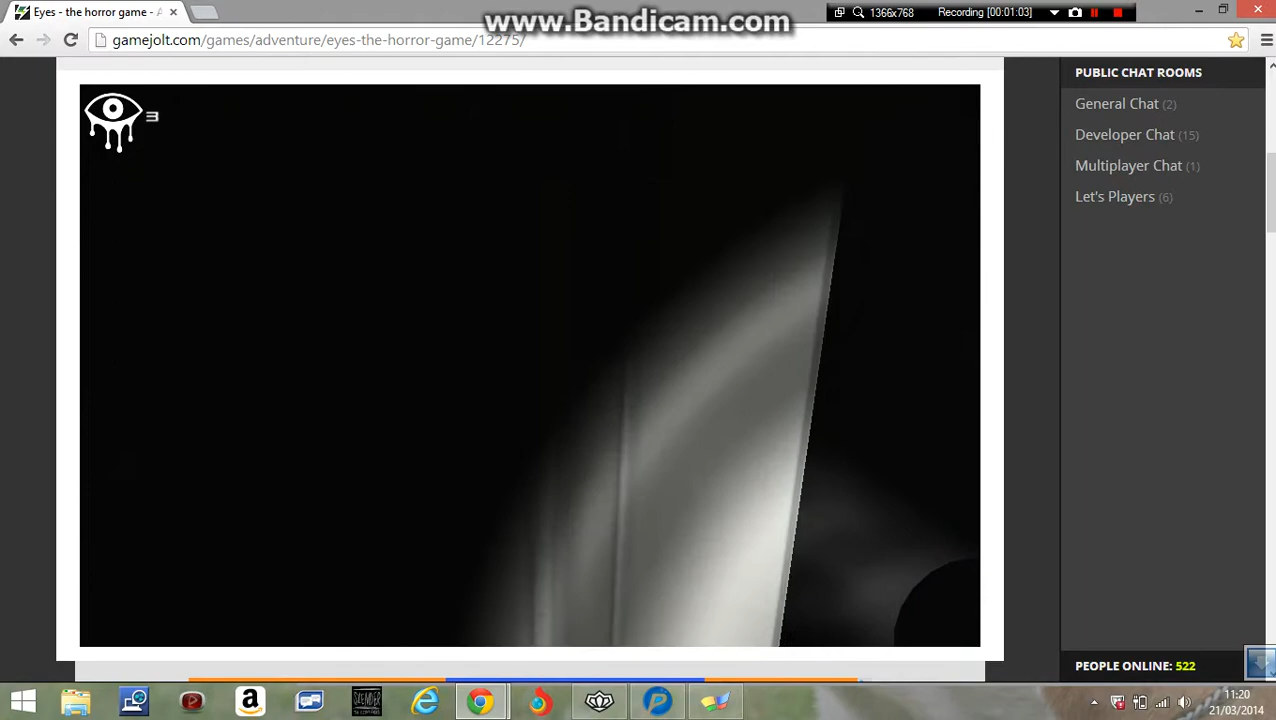 Eyes - the horror game - A
www.Bandicam.com
1366x768
Recording [00:01:03]
gamejolt.com/games/adventure/eyes-the-horror-game/12275/
3
PUBLIC CHAT ROOMS
General Chat (2)
Developer Chat (15)
Multiplayer Chat (1)
Let's Players (6)
PEOPLE ONLINE: 522
SLENDER
11:20
21/03/2014